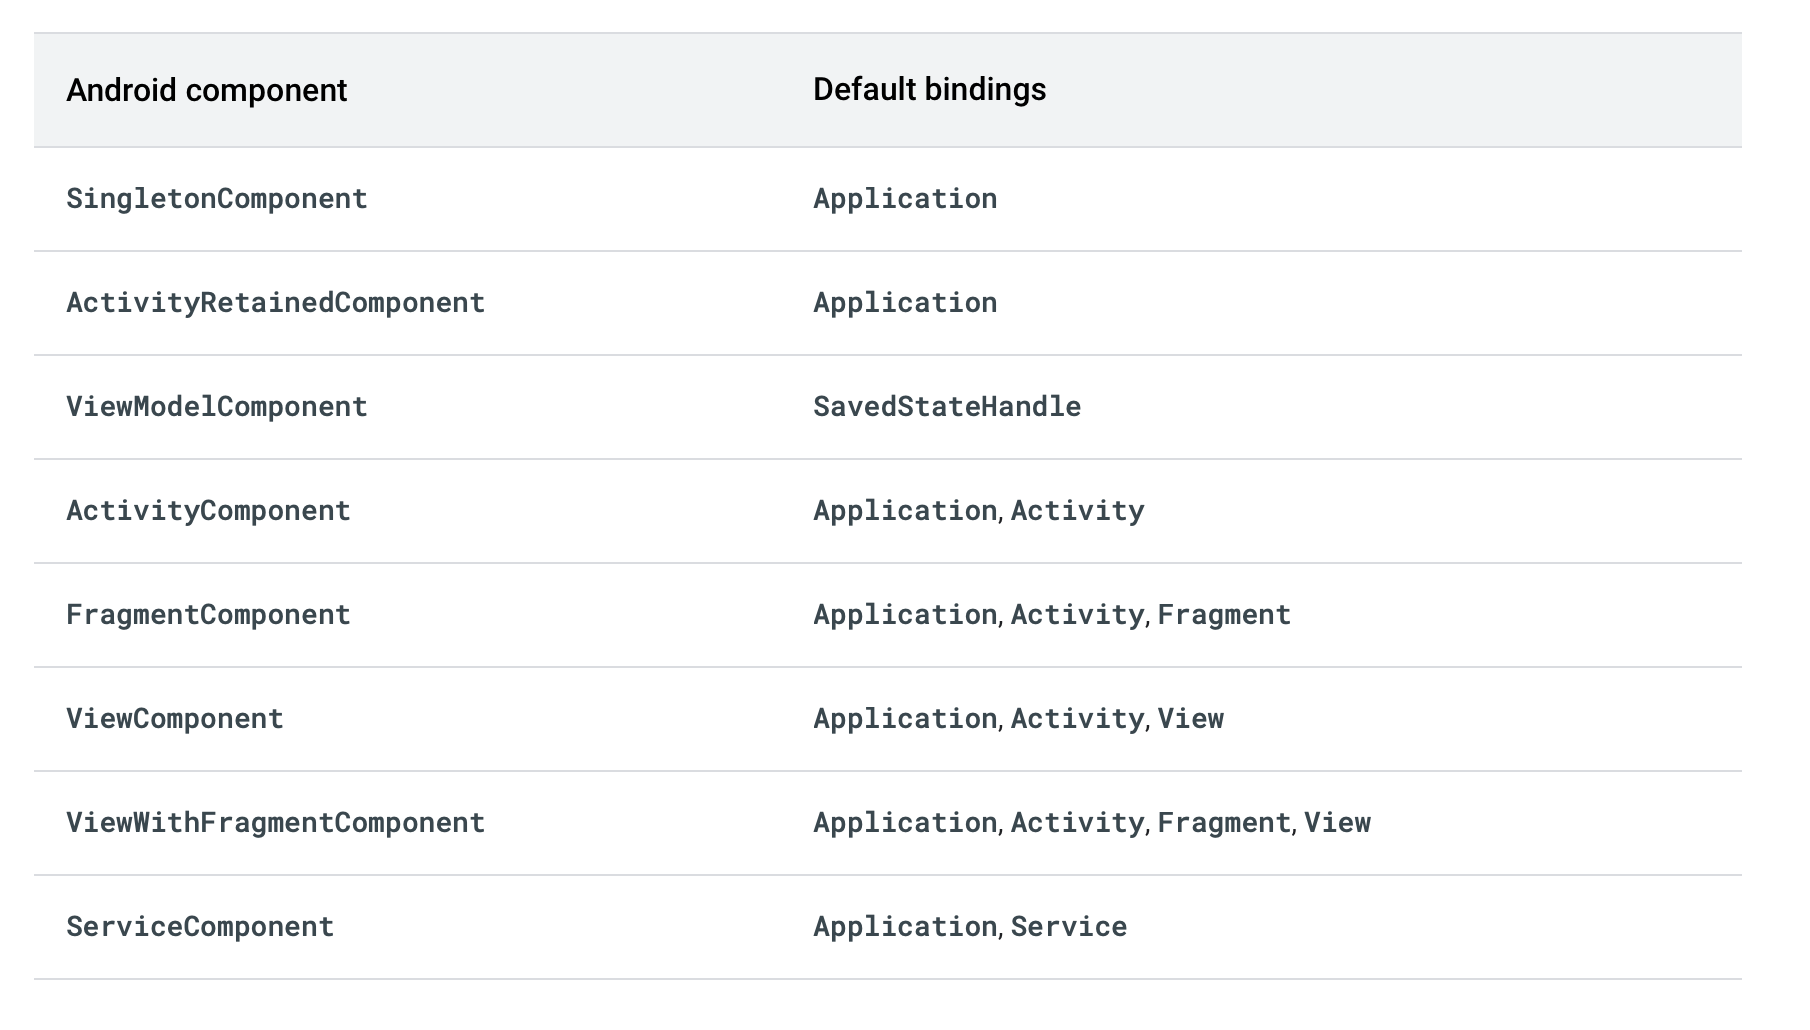 Android component Default bindings
SingletonComponent Application
ActivityRetainedComponent Application
ViewModelComponent SavedStateHandle
ActivityComponent Application, Activity
FragmentComponent Application, Activity, Fragment
ViewComponent Application, Activity, View
ViewWithFragmentComponent Application, Activity, Fragment, View
ServiceComponent Application, Service